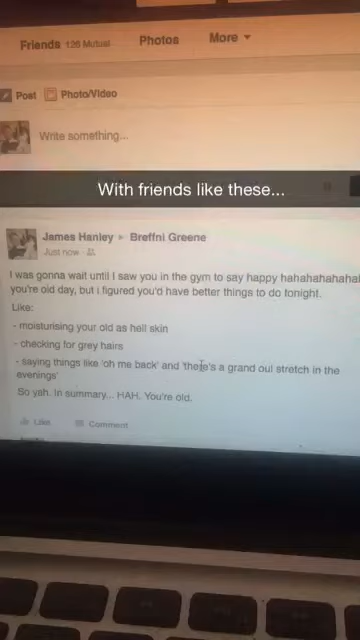 Friends 126 Mutual Photos More
Post Photo/Video
Write something...
With friends like these...
James Hanley Breffni Greene
Just now
I was gonna wait until I saw you in the gym to say happy hahahahahahal
you're old day, but i figured you'd have better things to do tonight.
Like:
- moisturising your old as hell skin
- checking for grey hairs
- saying things like 'oh me back' and 'there's a grand oul stretch in the
evenings'
So yah. In summary... HAH. You're old.
Like Comment